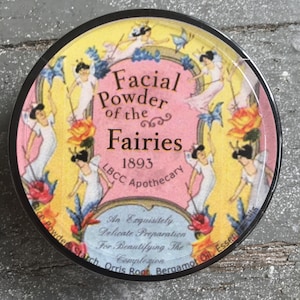 Facial
Powder
of the
Fairies
1893
LBCC Apothecary
An Exquisitely
Delicate Preparation
For Beautifying The
Complexion
Orris Root, Bergamot Oil,